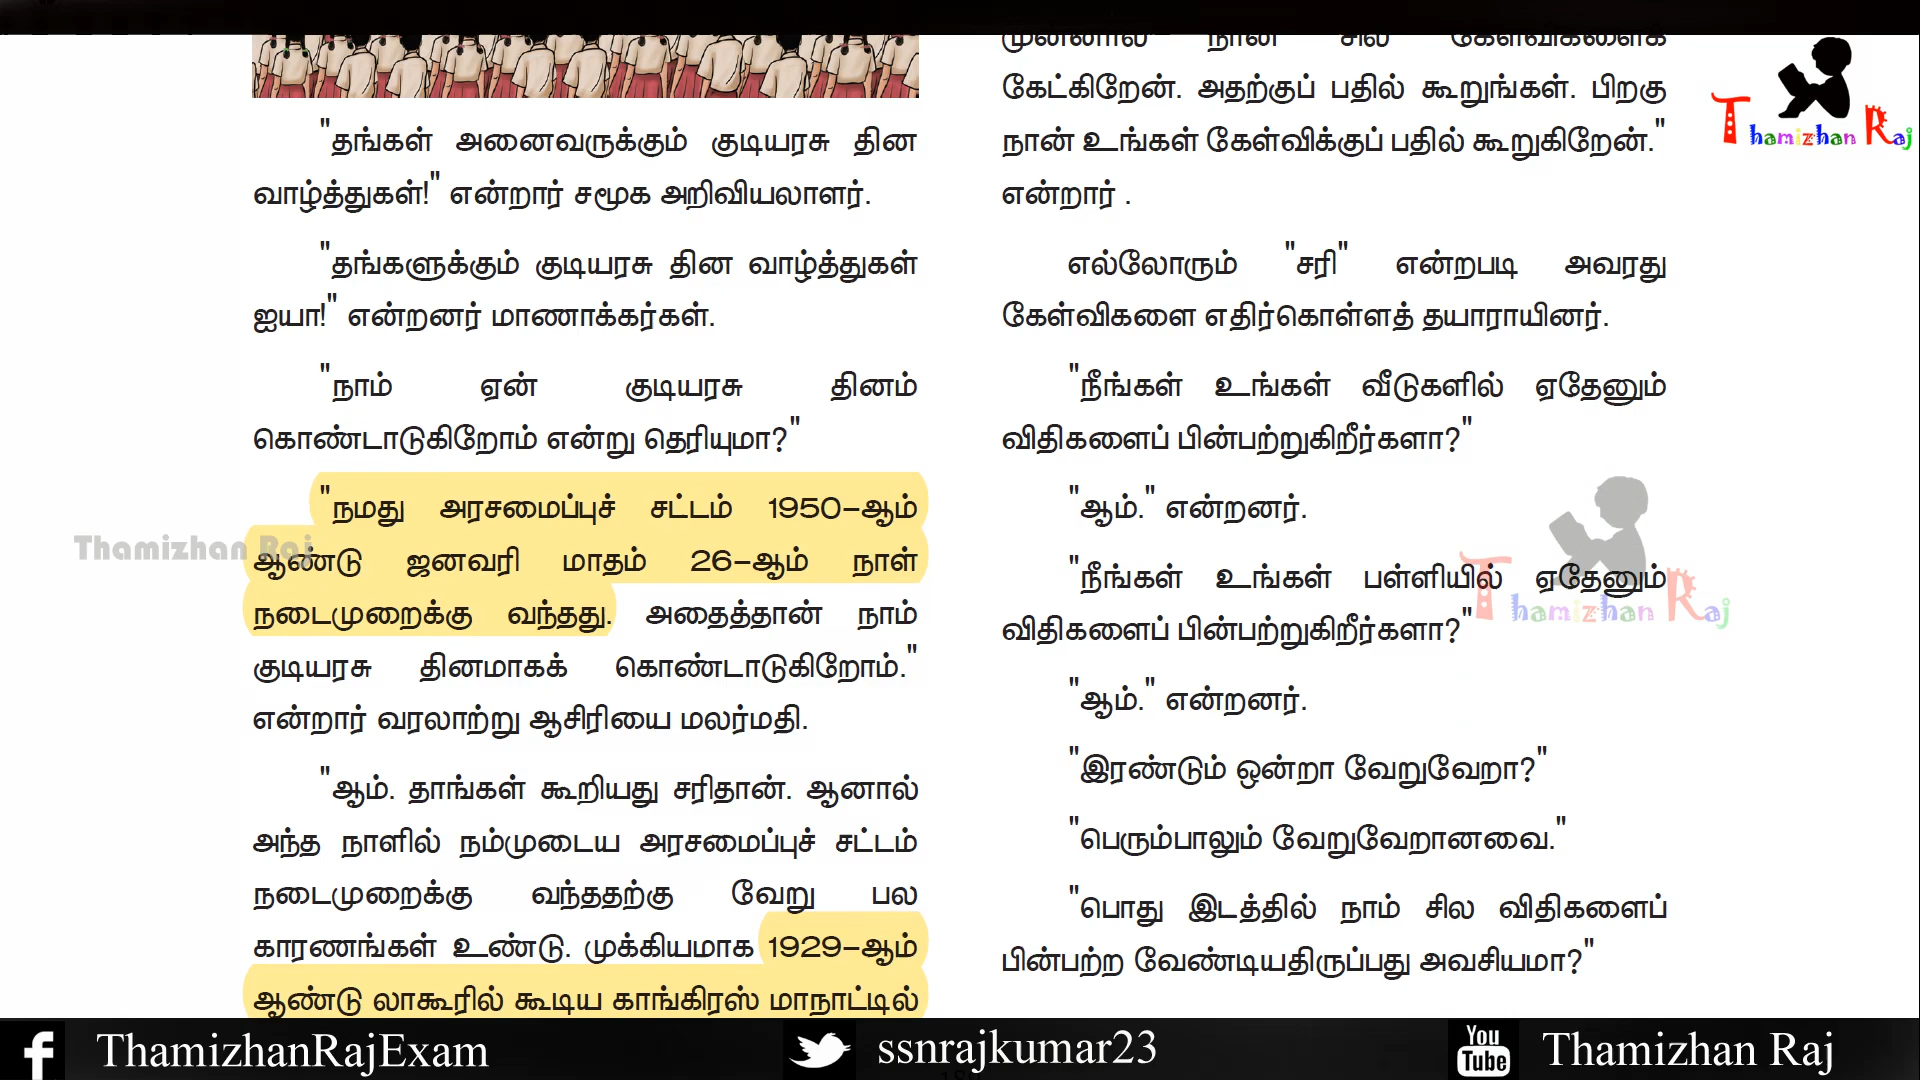 "தங்கள் அனைவருக்கும் குடியரசு தின
வாழ்த்துகள்!" என்றார் சமூக அறிவியலாளர்.
"தங்களுக்கும் குடியரசு தின வாழ்த்துகள்
ஐயா!" என்றனர் மாணாக்கர்கள்.
"நாம் ஏன் குடியரசு தினம்
கொண்டாடுகிறோம் என்று தெரியுமா?"
"நமது அரசமைப்புச் சட்டம் 1950-ஆம்
ஆண்டு ஜனவரி மாதம் 26-ஆம் நாள்
நடைமுறைக்கு வந்தது. அதைத்தான் நாம்
குடியரசு தினமாகக் கொண்டாடுகிறோம்."
என்றார் வரலாற்று ஆசிரியை மலர்மதி.
"ஆம். தாங்கள் கூறியது சரிதான். ஆனால்
அந்த நாளில் நம்முடைய அரசமைப்புச் சட்டம்
நடைமுறைக்கு வந்ததற்கு வேறு பல
காரணங்கள் உண்டு. முக்கியமாக 1929-ஆம்
ஆண்டு லாகூரில் கூடிய காங்கிரஸ் மாநாட்டில்
முன்னால் நான் சில கேள்விகளைக்
கேட்கிறேன். அதற்குப் பதில் கூறுங்கள். பிறகு
நான் உங்கள் கேள்விக்குப் பதில் கூறுகிறேன்."
என்றார் .
எல்லோரும் "சரி" என்றபடி அவரது
கேள்விகளை எதிர்கொள்ளத் தயாராயினர்.
"நீங்கள் உங்கள் வீடுகளில் ஏதேனும்
விதிகளைப் பின்பற்றுகிறீர்களா?"
"ஆம்." என்றனர்.
"நீங்கள் உங்கள் பள்ளியில் ஏதேனும்
விதிகளைப் பின்பற்றுகிறீர்களா?"
"ஆம்." என்றனர்.
"இரண்டும் ஒன்றா வேறுவேறா?"
"பெரும்பாலும் வேறுவேறானவை."
"பொது இடத்தில் நாம் சில விதிகளைப்
பின்பற்ற வேண்டியதிருப்பது அவசியமா?"
Thamizhan Raj
Thamizhan Raj
Thamizhan Raj
ThamizhanRajExam
ssnrajkumar23
You Tube
Thamizhan Raj